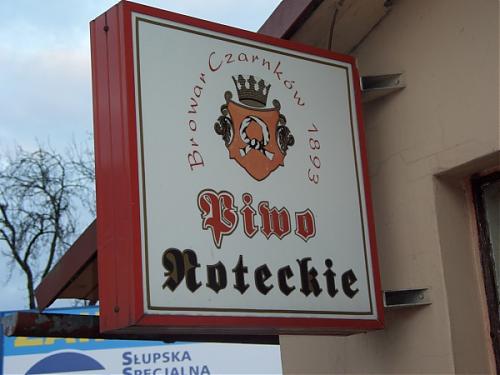 Browar Czarnków 1893
Piwo
Noteckie
SŁUPSKA
SPECJALNA